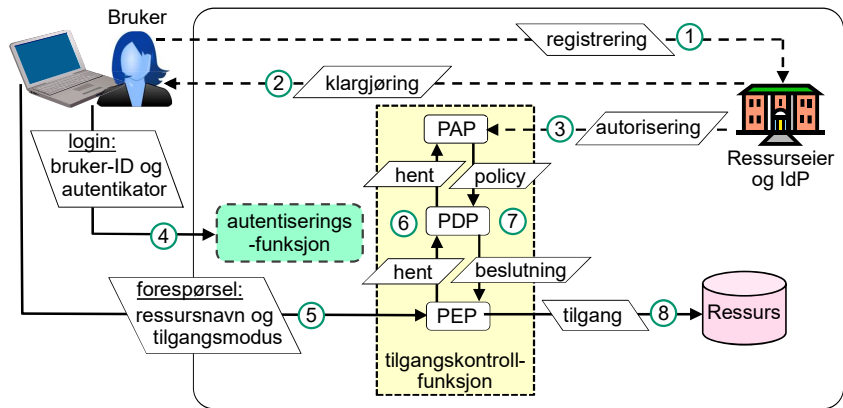 Bruker
registrering
1
2
klargjøring
PAP
3
autorisering
Ressurseier
og IdP
login:
bruker-ID og
autentikator
hent
policy
4
autentiserings
-funksjon
6
PDP
7
hent
beslutning
forespørsel:
ressursnavn og
tilgangsmodus
5
PEP
tilgang
8
Ressurs
tilgangskontroll-
funksjon